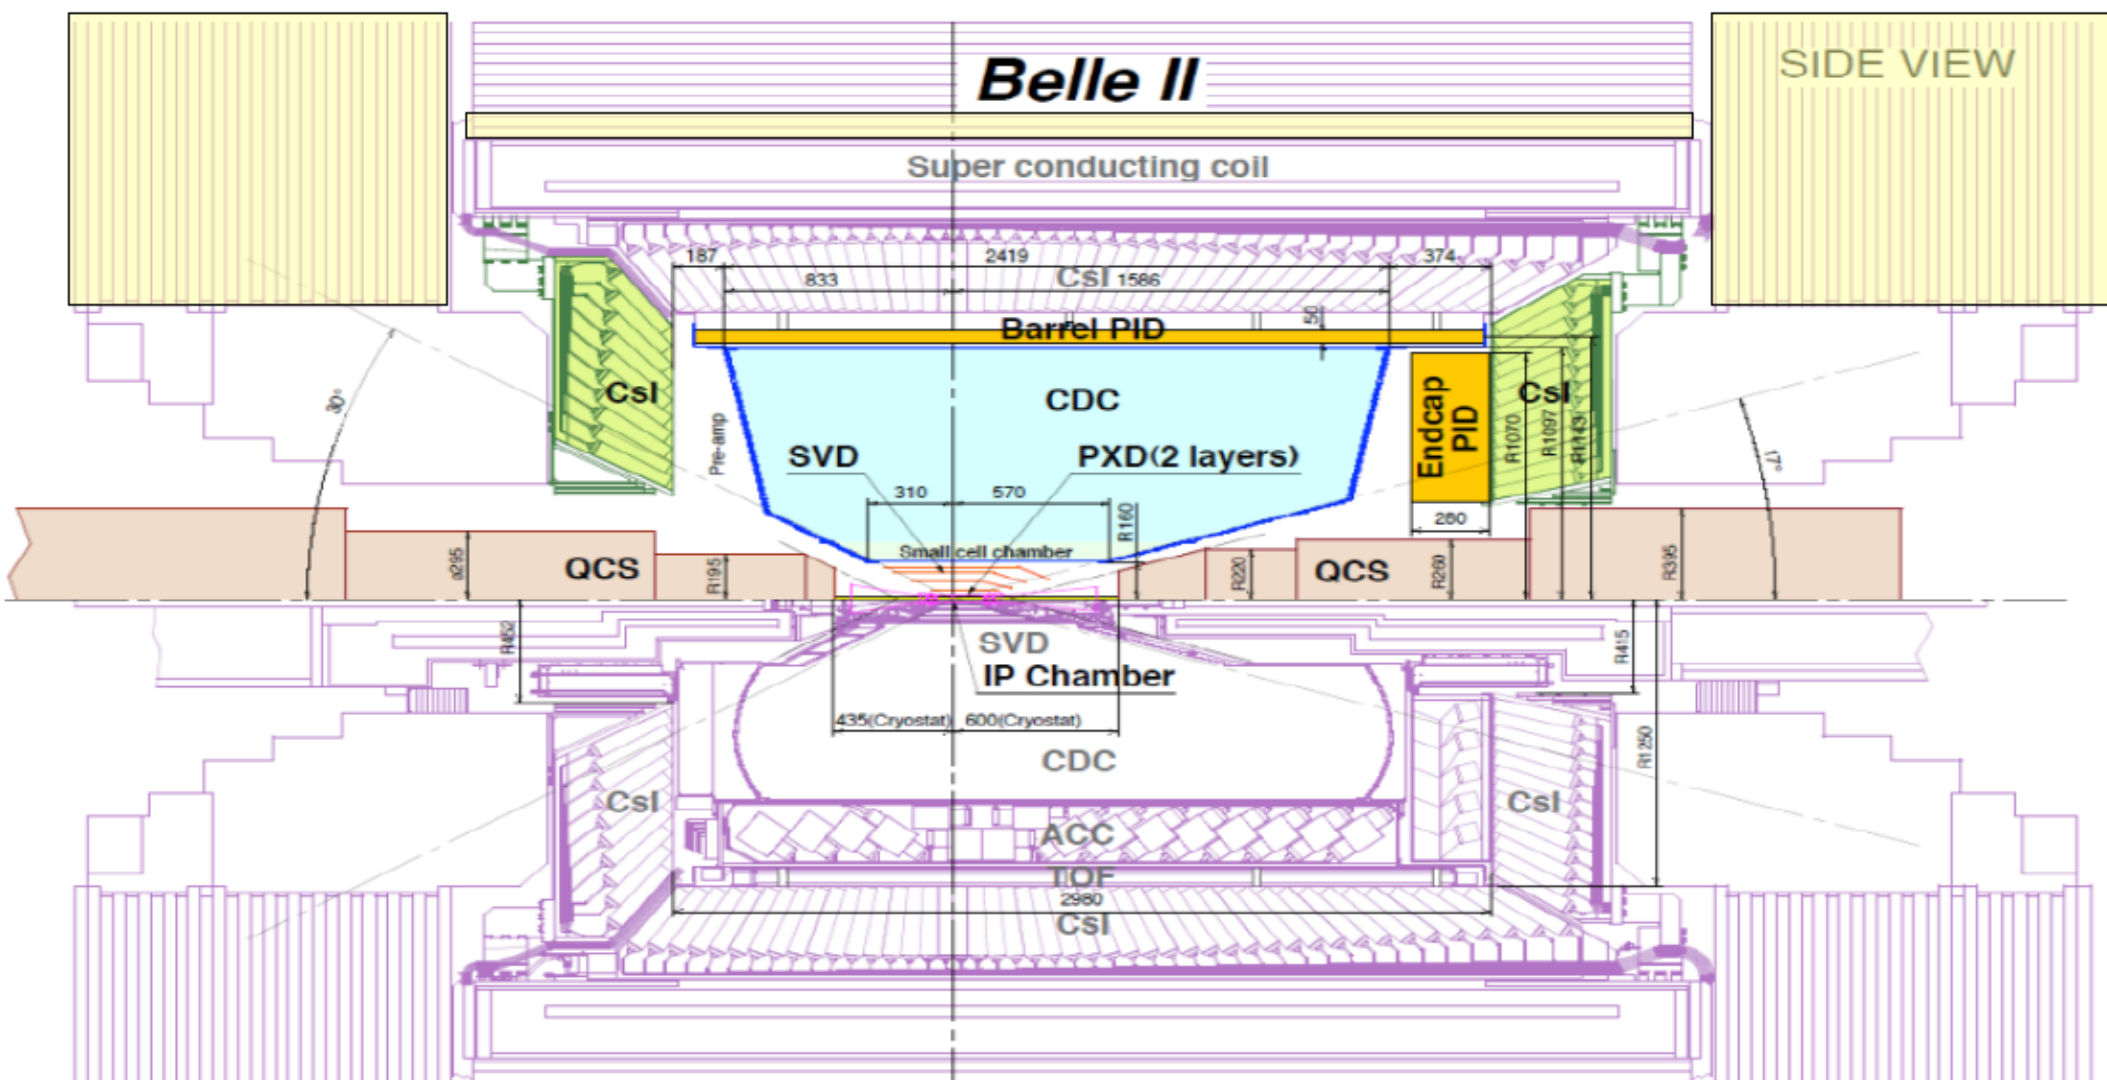 SIDE VIEW
Belle II
Super conducting coil
187
2419
374
CsI
833
1586
50
Barrel PID
CsI
CDC
CsI
Endcap
PID
R1070
R1097
R1143
30°
17°
Pre-amp
SVD
PXD(2 layers)
310
570
R160
280
Small cell chamber
QCS
R195
R220
QCS
R260
R395
R452
SVD
IP Chamber
R415
435(Cryostat)
600(Cryostat)
R1250
CDC
CsI
CsI
ACC
TOF
2980
CsI